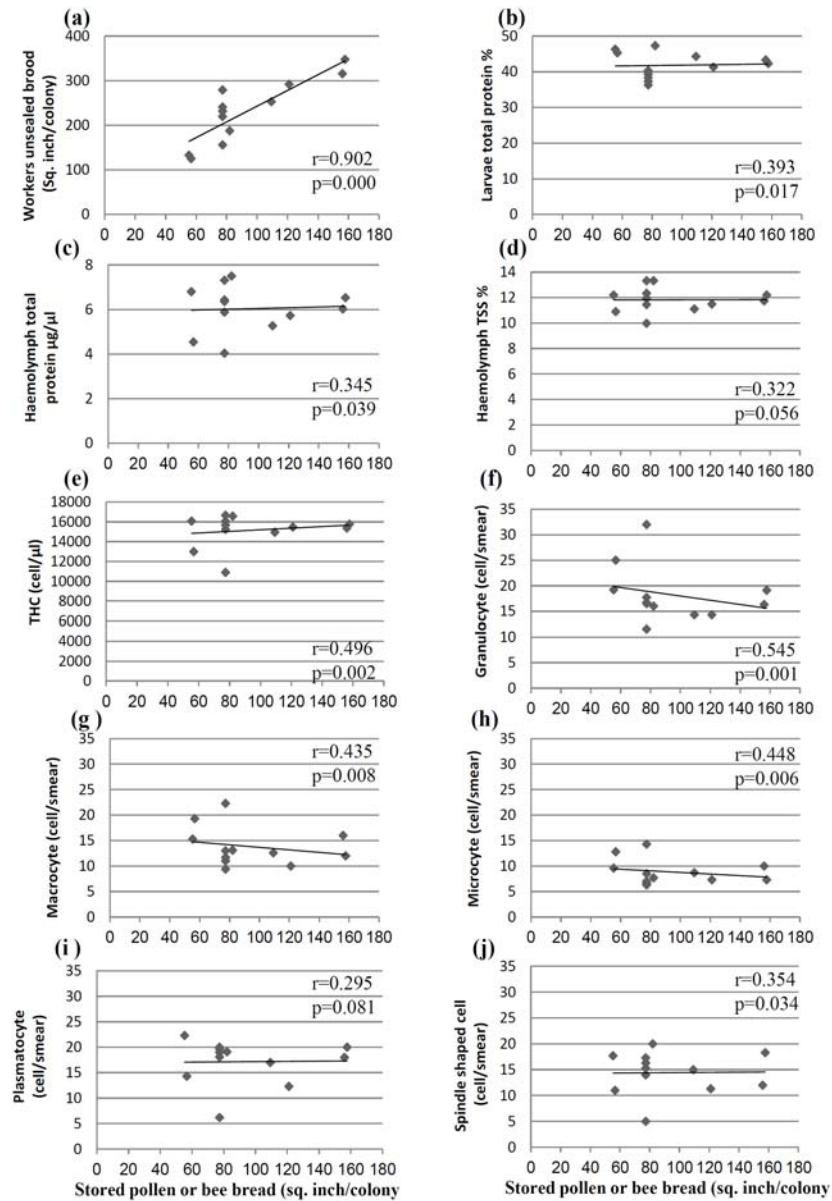 (a)
Workers unsealed brood
(Sq. inch/colony)
400
300
200
100
0
r=0.902
p=0.000
0 20 40 60 80 100 120 140 160 180
(b)
Larvae total protein %
50
40
30
20
10
0
r=0.393
p=0.017
0 20 40 60 80 100 120 140 160 180
(c)
Haemolymph total
protein µg/µl
8
6
4
2
0
r=0.345
p=0.039
0 20 40 60 80 100 120 140 160 180
(d)
Haemolymph TSS %
14
12
10
8
6
4
2
0
r=0.322
p=0.056
0 20 40 60 80 100 120 140 160 180
(e)
THC (cell/µl)
18000
16000
14000
12000
10000
8000
6000
4000
2000
0
r=0.496
p=0.002
0 20 40 60 80 100 120 140 160 180
(f)
Granulocyte (cell/smear)
35
30
25
20
15
10
5
0
r=0.545
p=0.001
0 20 40 60 80 100 120 140 160 180
(g)
Macrocyte (cell/smear)
35
30
25
20
15
10
5
0
r=0.435
p=0.008
0 20 40 60 80 100 120 140 160 180
(h)
Microcyte (cell/smear)
35
30
25
20
15
10
5
0
r=0.448
p=0.006
0 20 40 60 80 100 120 140 160 180
(i)
Plasmatocyte
(cell/smear)
35
30
25
20
15
10
5
0
r=0.295
p=0.081
0 20 40 60 80 100 120 140 160 180
Stored pollen or bee bread (sq. inch/colony
(j)
Spindle shaped cell
(cell/smear)
35
30
25
20
15
10
5
0
r=0.354
p=0.034
0 20 40 60 80 100 120 140 160 180
Stored pollen or bee bread (sq. inch/colony